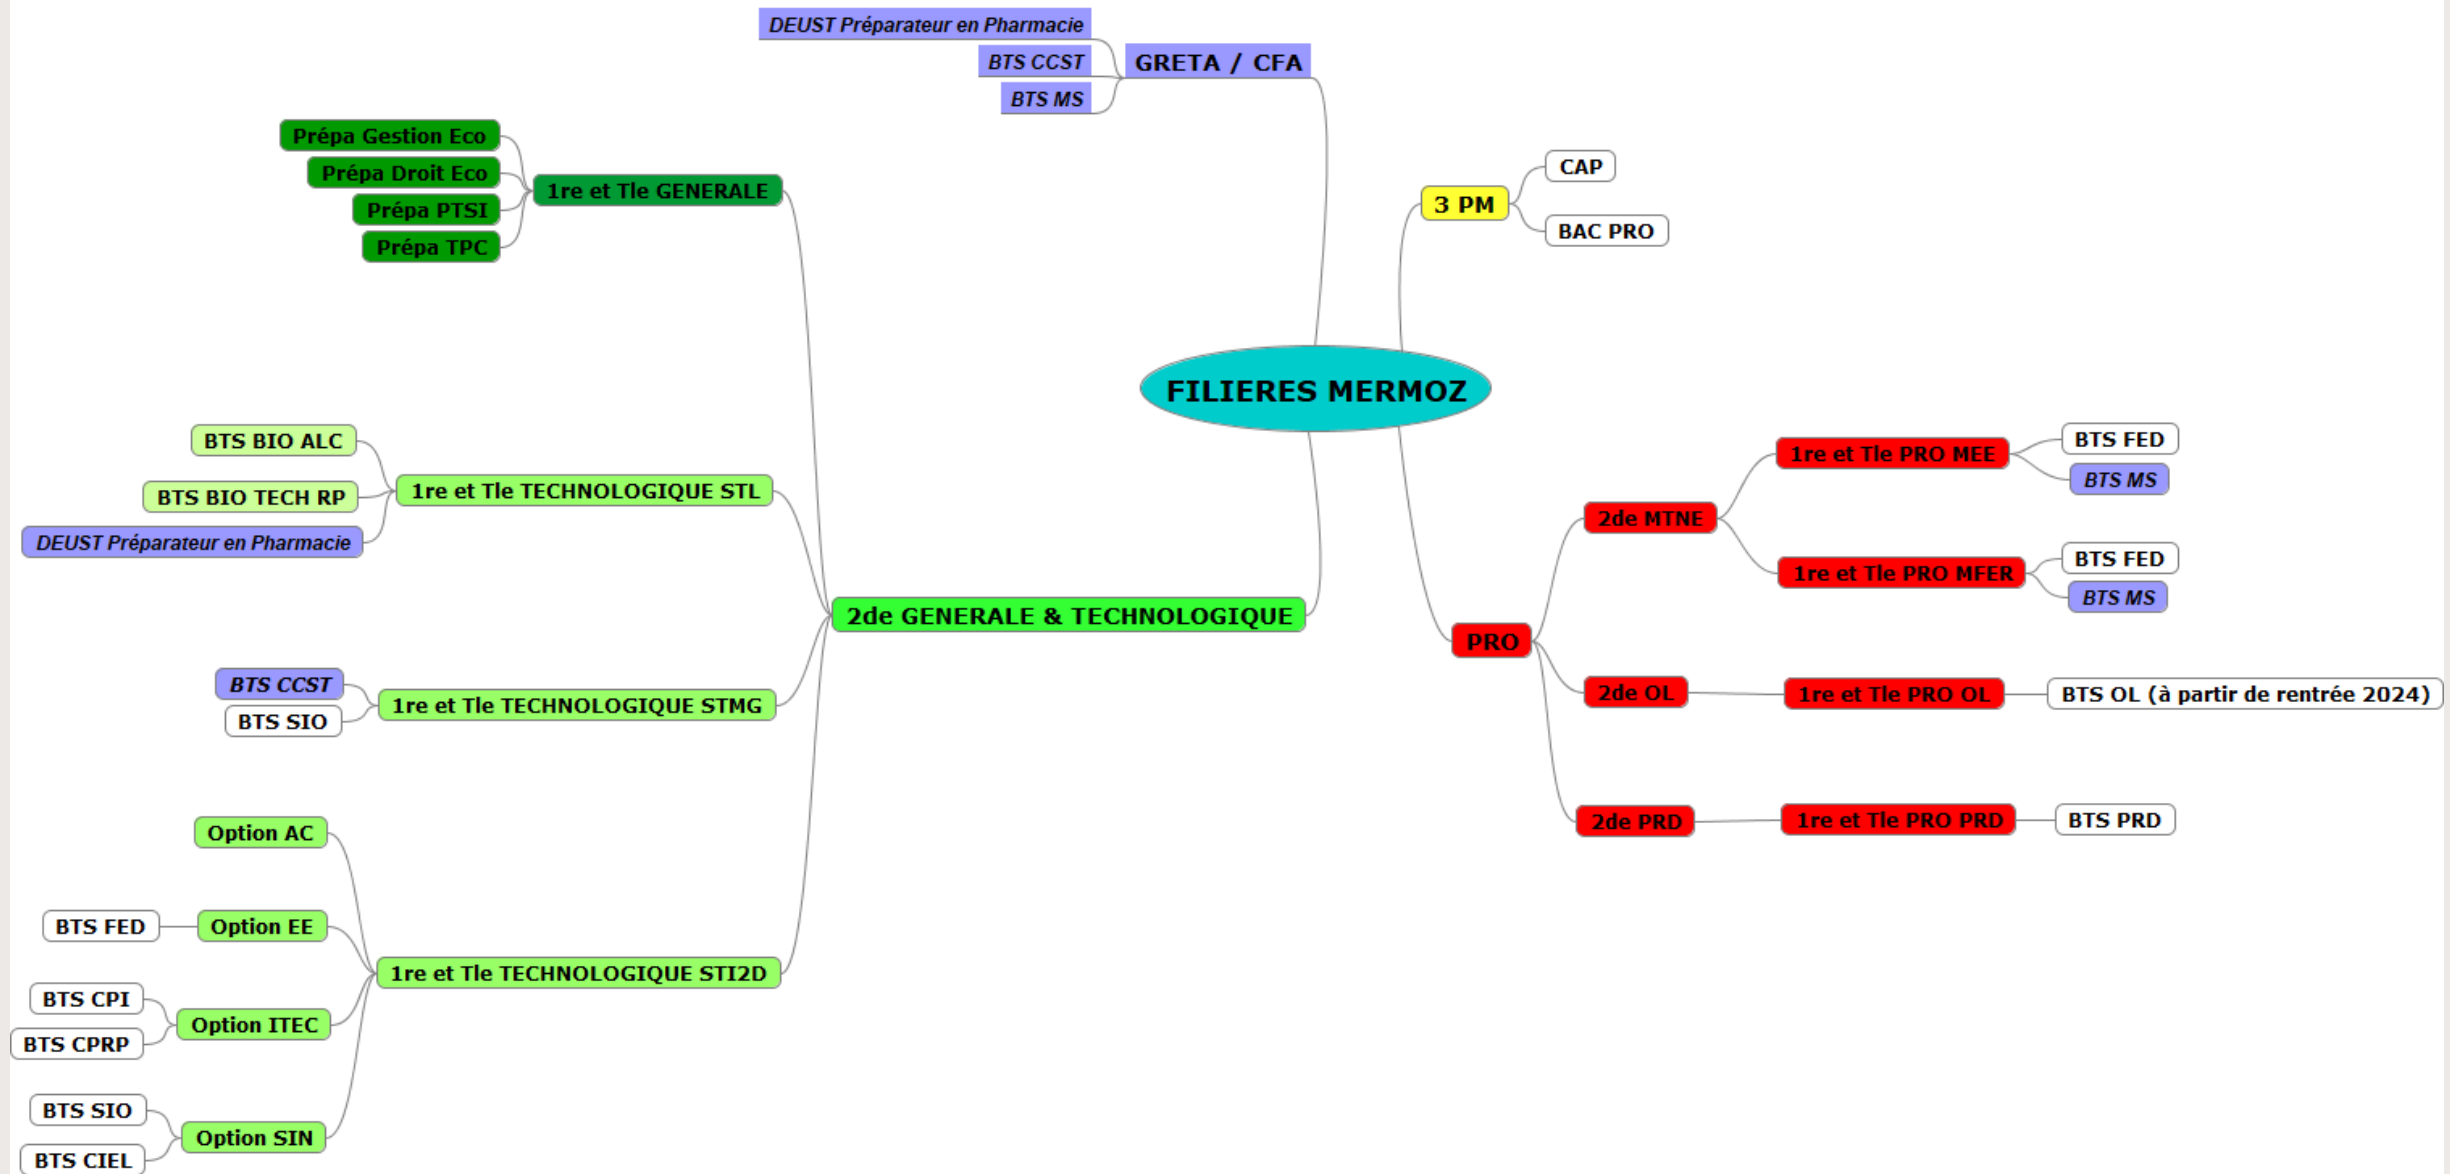 DEUST Préparateur en Pharmacie
BTS CCST
BTS MS
GRETA / CFA
Prépa Gestion Eco
Prépa Droit Eco
Prépa PTSI
Prépa TPC
1re et Tle GENERALE
3 PM
CAP
BAC PRO
FILIERES MERMOZ
BTS BIO ALC
BTS BIO TECH RP
DEUST Préparateur en Pharmacie
1re et Tle TECHNOLOGIQUE STL
2de GENERALE & TECHNOLOGIQUE
BTS CCST
BTS SIO
1re et Tle TECHNOLOGIQUE STMG
Option AC
BTS FED
Option EE
1re et Tle TECHNOLOGIQUE STI2D
BTS CPI
BTS CPRP
Option ITEC
BTS SIO
BTS CIEL
Option SIN
PRO
2de MTNE
1re et Tle PRO MEE
BTS FED
BTS MS
1re et Tle PRO MFER
BTS FED
BTS MS
2de OL
1re et Tle PRO OL
BTS OL (à partir de rentrée 2024)
2de PRD
1re et Tle PRO PRD
BTS PRD